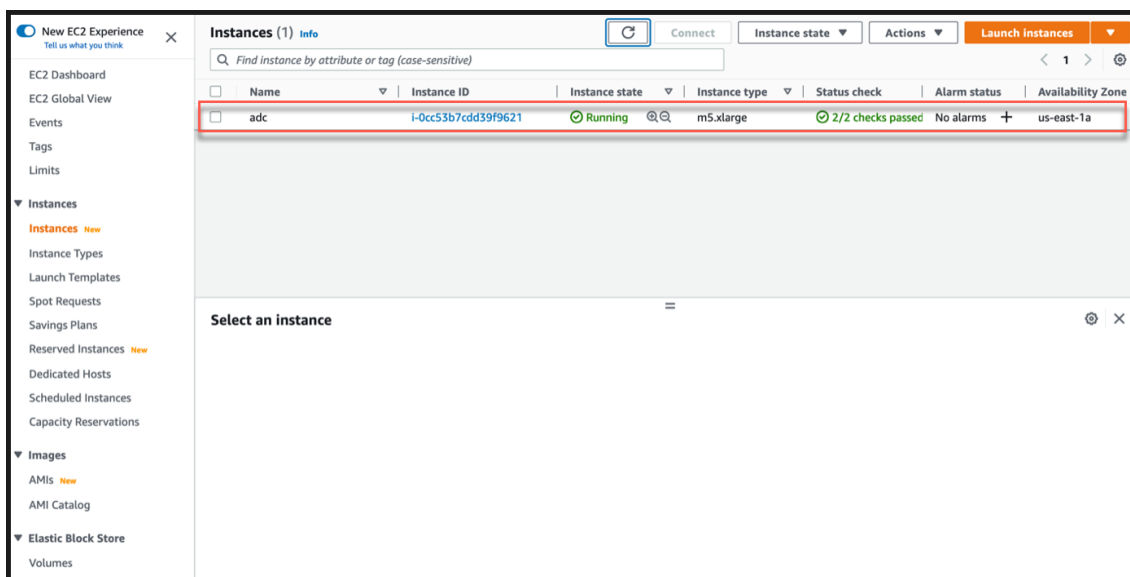 New EC2 Experience
Tell us what you think
EC2 Dashboard
EC2 Global View
Events
Tags
Limits
Instances
Instances New
Instance Types
Launch Templates
Spot Requests
Savings Plans
Reserved Instances New
Dedicated Hosts
Scheduled Instances
Capacity Reservations
Images
AMIs New
AMI Catalog
Elastic Block Store
Volumes
Instances (1) Info
Connect
Instance state
Actions
Launch instances
Find instance by attribute or tag (case-sensitive)
1
Name Instance ID Instance state Instance type Status check Alarm status Availability Zone
adc i-0cc53b7cdd39f9621 Running m5.xlarge 2/2 checks passed No alarms + us-east-1a
Select an instance